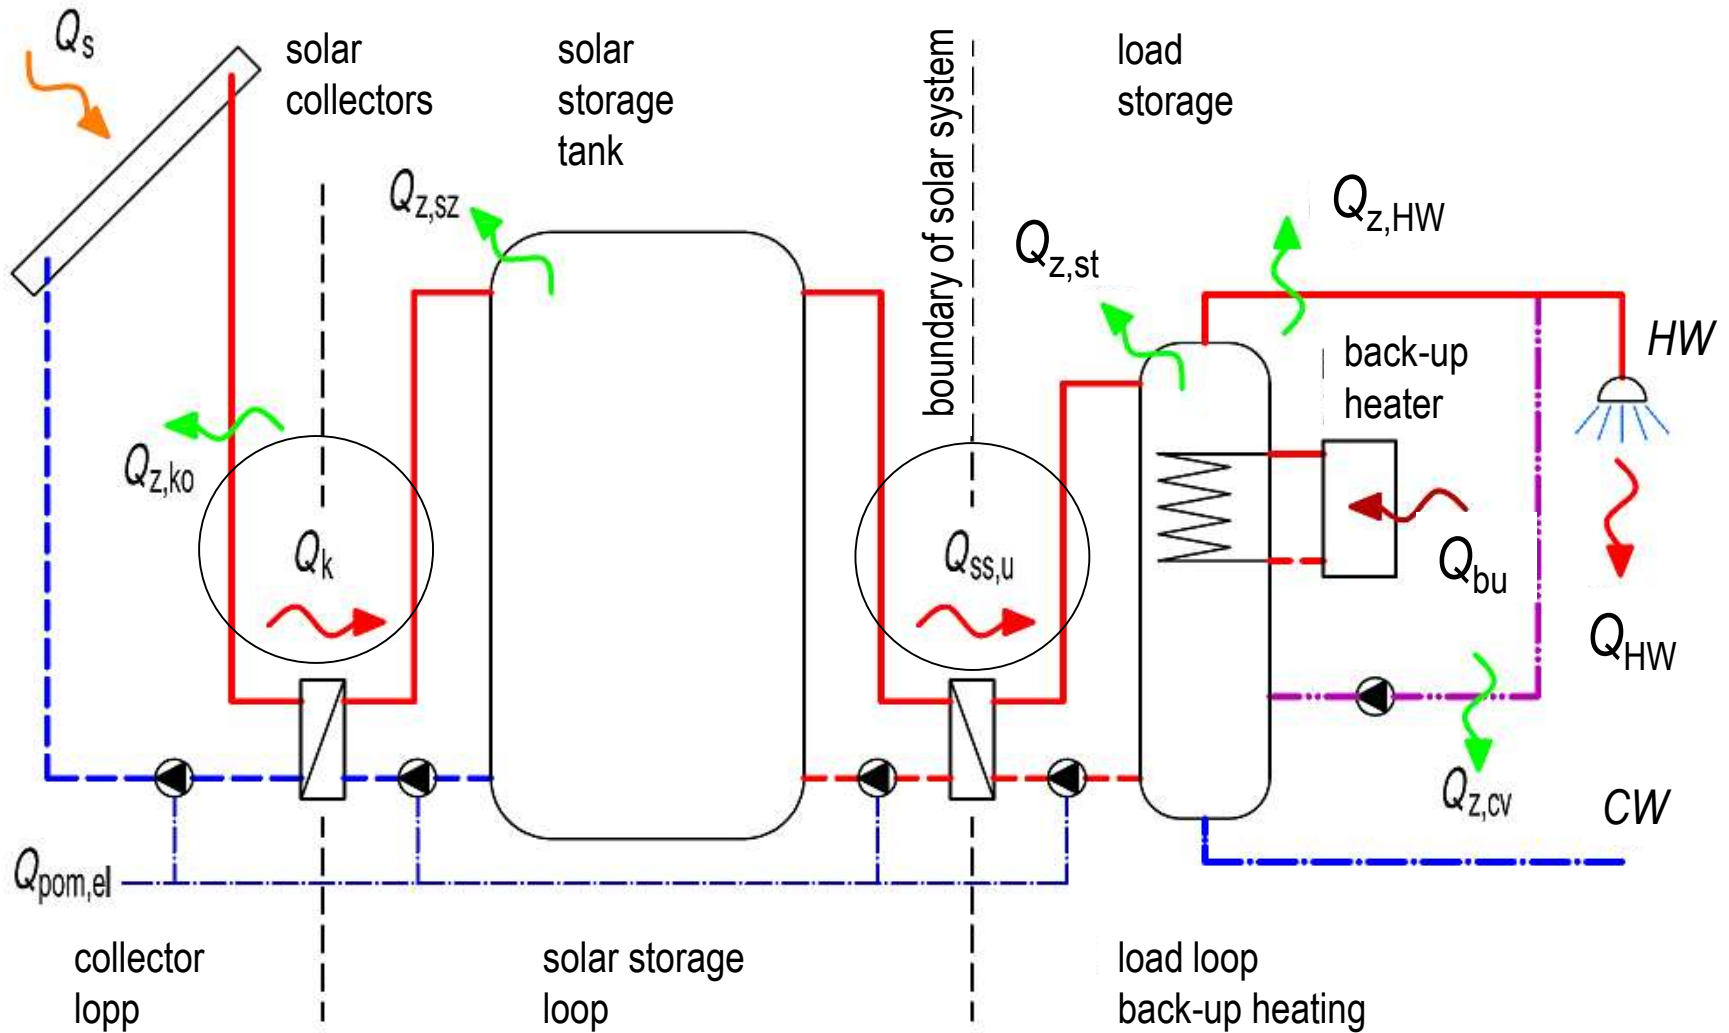 Qs
solar
collectors
solar
storage
tank
boundary of solar system
load
storage
Qz,sz
Qz,st
Qz,HW
HW
back-up
heater
Qz,ko
Qk
Qss,u
Qbu
QHW
Qz,cv
CW
Qpom,el
collector
lopp
solar storage
loop
load loop
back-up heating